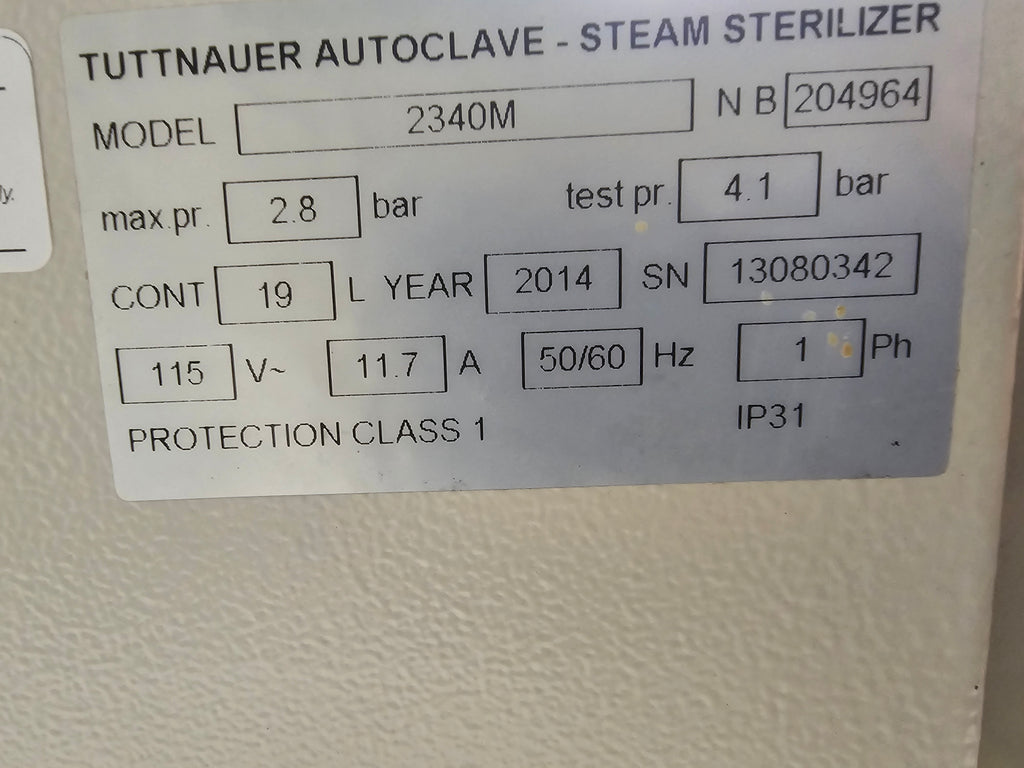 TUTTNAUER AUTOCLAVE - STEAM STERILIZER
MODEL 2340M N B 204964
max.pr. 2.8 bar test pr. 4.1 bar
CONT 19 L YEAR 2014 SN 13080342
115 V~ 11.7 A 50/60 Hz 1 Ph
PROTECTION CLASS 1 IP31